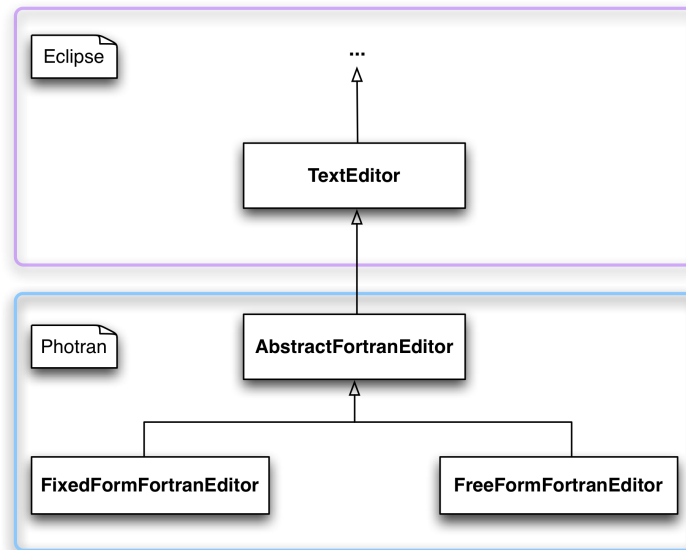 Eclipse
...
TextEditor
Photran
AbstractFortranEditor
FixedFormFortranEditor
FreeFormFortranEditor